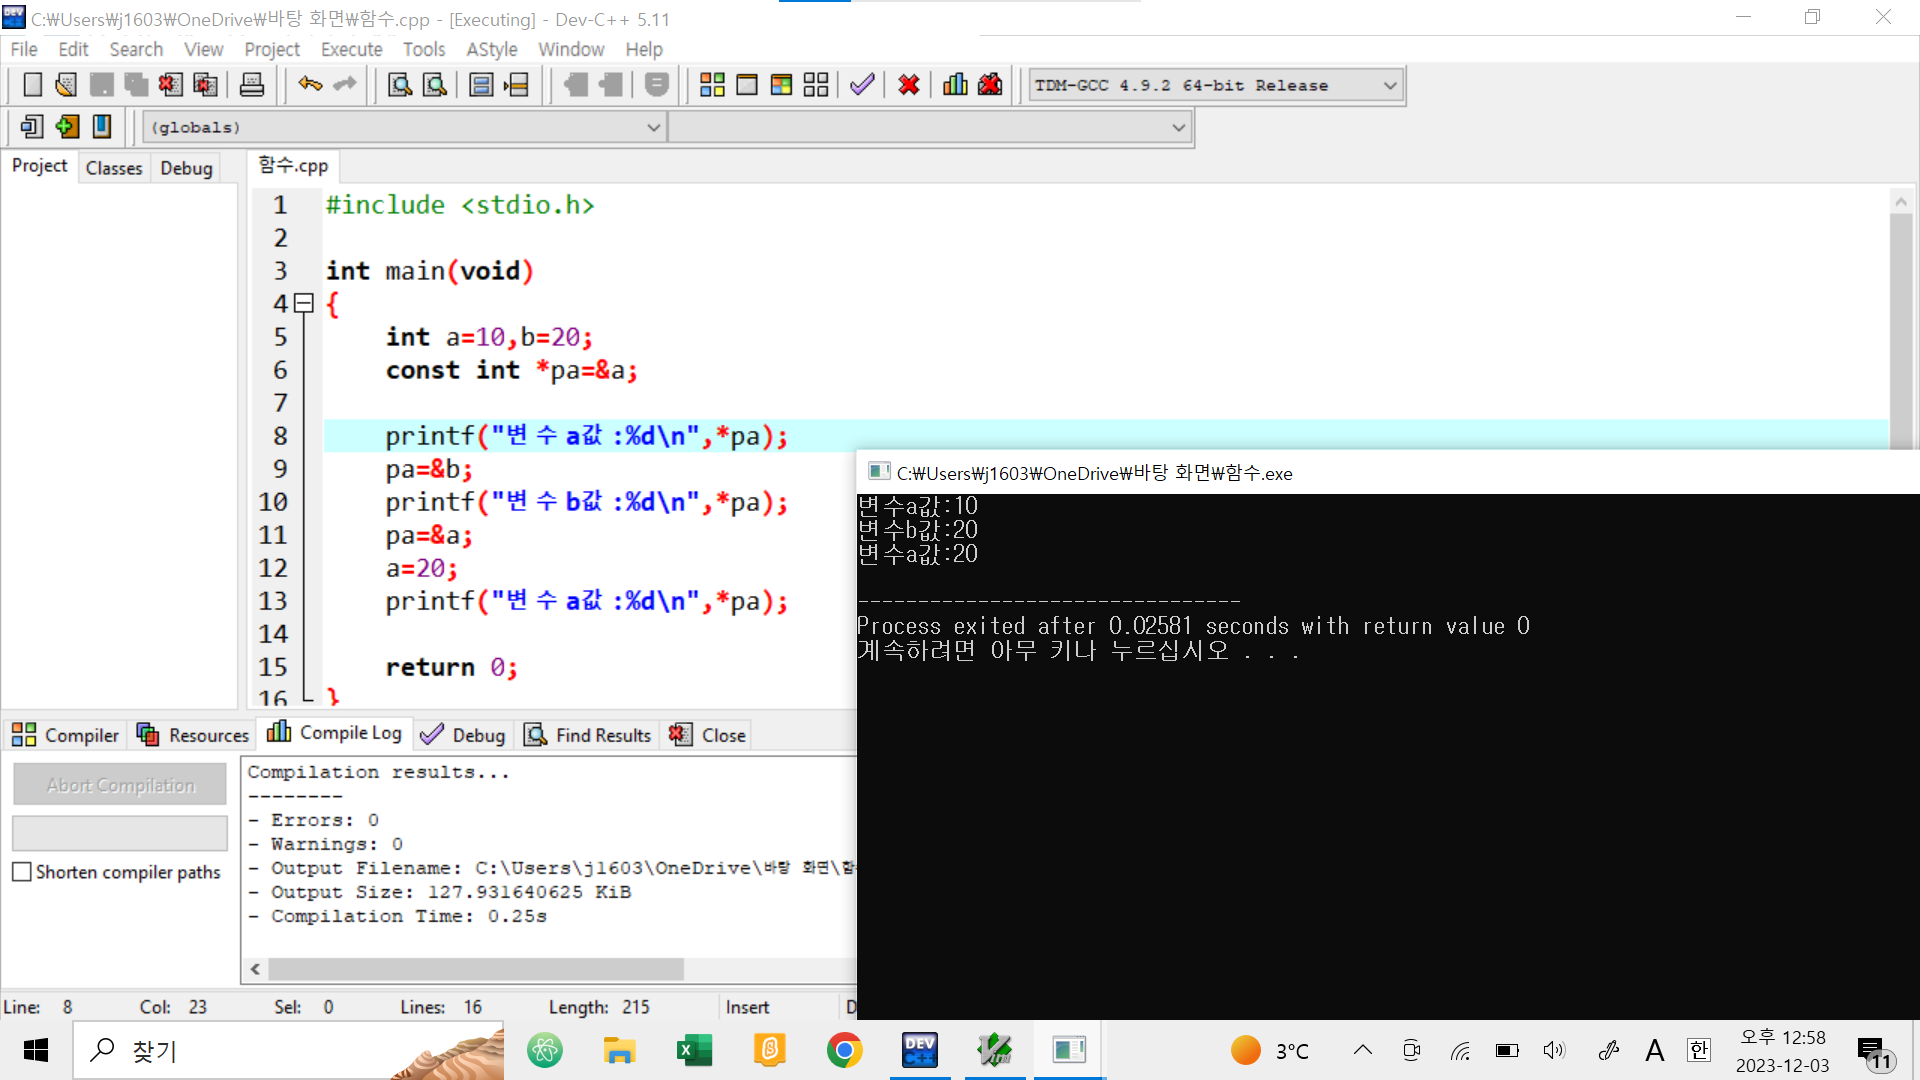 C:₩Users₩j1603₩OneDrive₩바탕 화면₩함수.cpp - [Executing] - Dev-C++ 5.11
File Edit Search View Project Execute Tools AStyle Window Help
TDM-GCC 4.9.2 64-bit Release
(globals)
Project Classes Debug
함수.cpp
1 #include <stdio.h>
2
3 int main(void)
4 {
5 int a=10,b=20;
6 const int *pa=&a;
7
8 printf("변수a값:%d\n",*pa);
9 pa=&b;
10 printf("변수b값:%d\n",*pa);
11 pa=&a;
12 a=20;
13 printf("변수a값:%d\n",*pa);
14
15 return 0;
16 }
C:₩Users₩j1603₩OneDrive₩바탕 화면₩함수.exe
변수a값:10
변수b값:20
변수a값:20
--------------------------------
Process exited after 0.02581 seconds with return value 0
계속하려면 아무 키나 누르십시오 . . .
Compiler Resources Compile Log Debug Find Results Close
Abort Compilation
Shorten compiler paths
Compilation results...
--------
- Errors: 0
- Warnings: 0
- Output Filename: C:\Users\j1603\OneDrive\바탕 화면\함
- Output Size: 127.931640625 KiB
- Compilation Time: 0.25s
Line: 8 Col: 23 Sel: 0 Lines: 16 Length: 215 Insert D
찾기
DEV C++
3°C
A 한
오후 12:58
2023-12-03
11